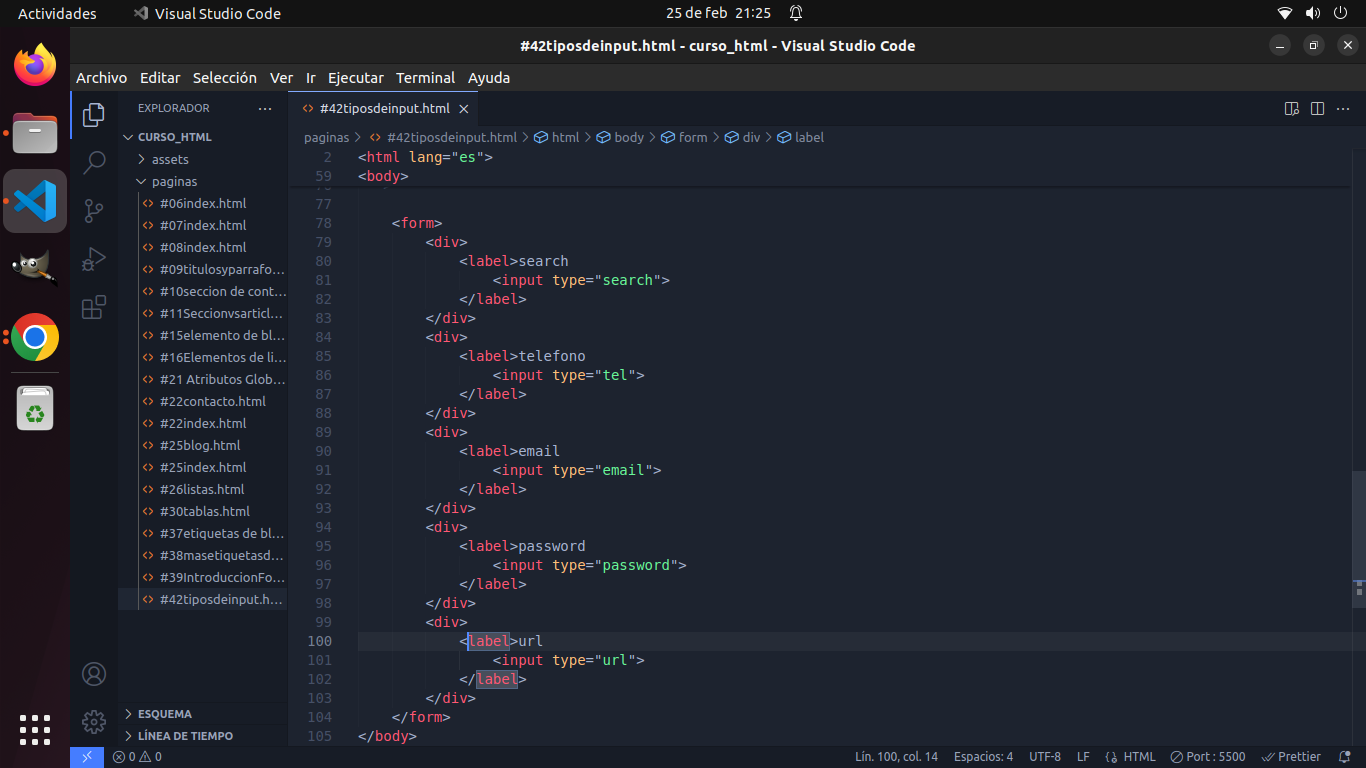 Actividades
Visual Studio Code
25 de feb 21:25
#42tiposdeinput.html - curso_html - Visual Studio Code
Archivo Editar Selección Ver Ir Ejecutar Terminal Ayuda
EXPLORADOR
CURSO_HTML
assets
paginas
#06index.html
#07index.html
#08index.html
#09titulosyparrafo...
#10seccion de cont...
#11Seccionvsarticl...
#15elemento de bl...
#16Elementos de li...
#21 Atributos Glob...
#22contacto.html
#22index.html
#25blog.html
#25index.html
#26listas.html
#30tablas.html
#37etiquetas de bl...
#38masetiquetasd...
#39IntroduccionFo...
#42tiposdeinput.h...
ESQUEMA
LÍNEA DE TIEMPO
#42tiposdeinput.html
paginas > #42tiposdeinput.html > html > body > form > div > label
2 <html lang="es">
59 <body>
77
78 <form>
79 <div>
80 <label>search
81 <input type="search">
82 </label>
83 </div>
84 <div>
85 <label>telefono
86 <input type="tel">
87 </label>
88 </div>
89 <div>
90 <label>email
91 <input type="email">
92 </label>
93 </div>
94 <div>
95 <label>password
96 <input type="password">
97 </label>
98 </div>
99 <div>
100 <label>url
101 <input type="url">
102 </label>
103 </div>
104 </form>
105 </body>
0 0
Lín. 100, col. 14
Espacios: 4
UTF-8
LF
HTML
Port : 5500
Prettier